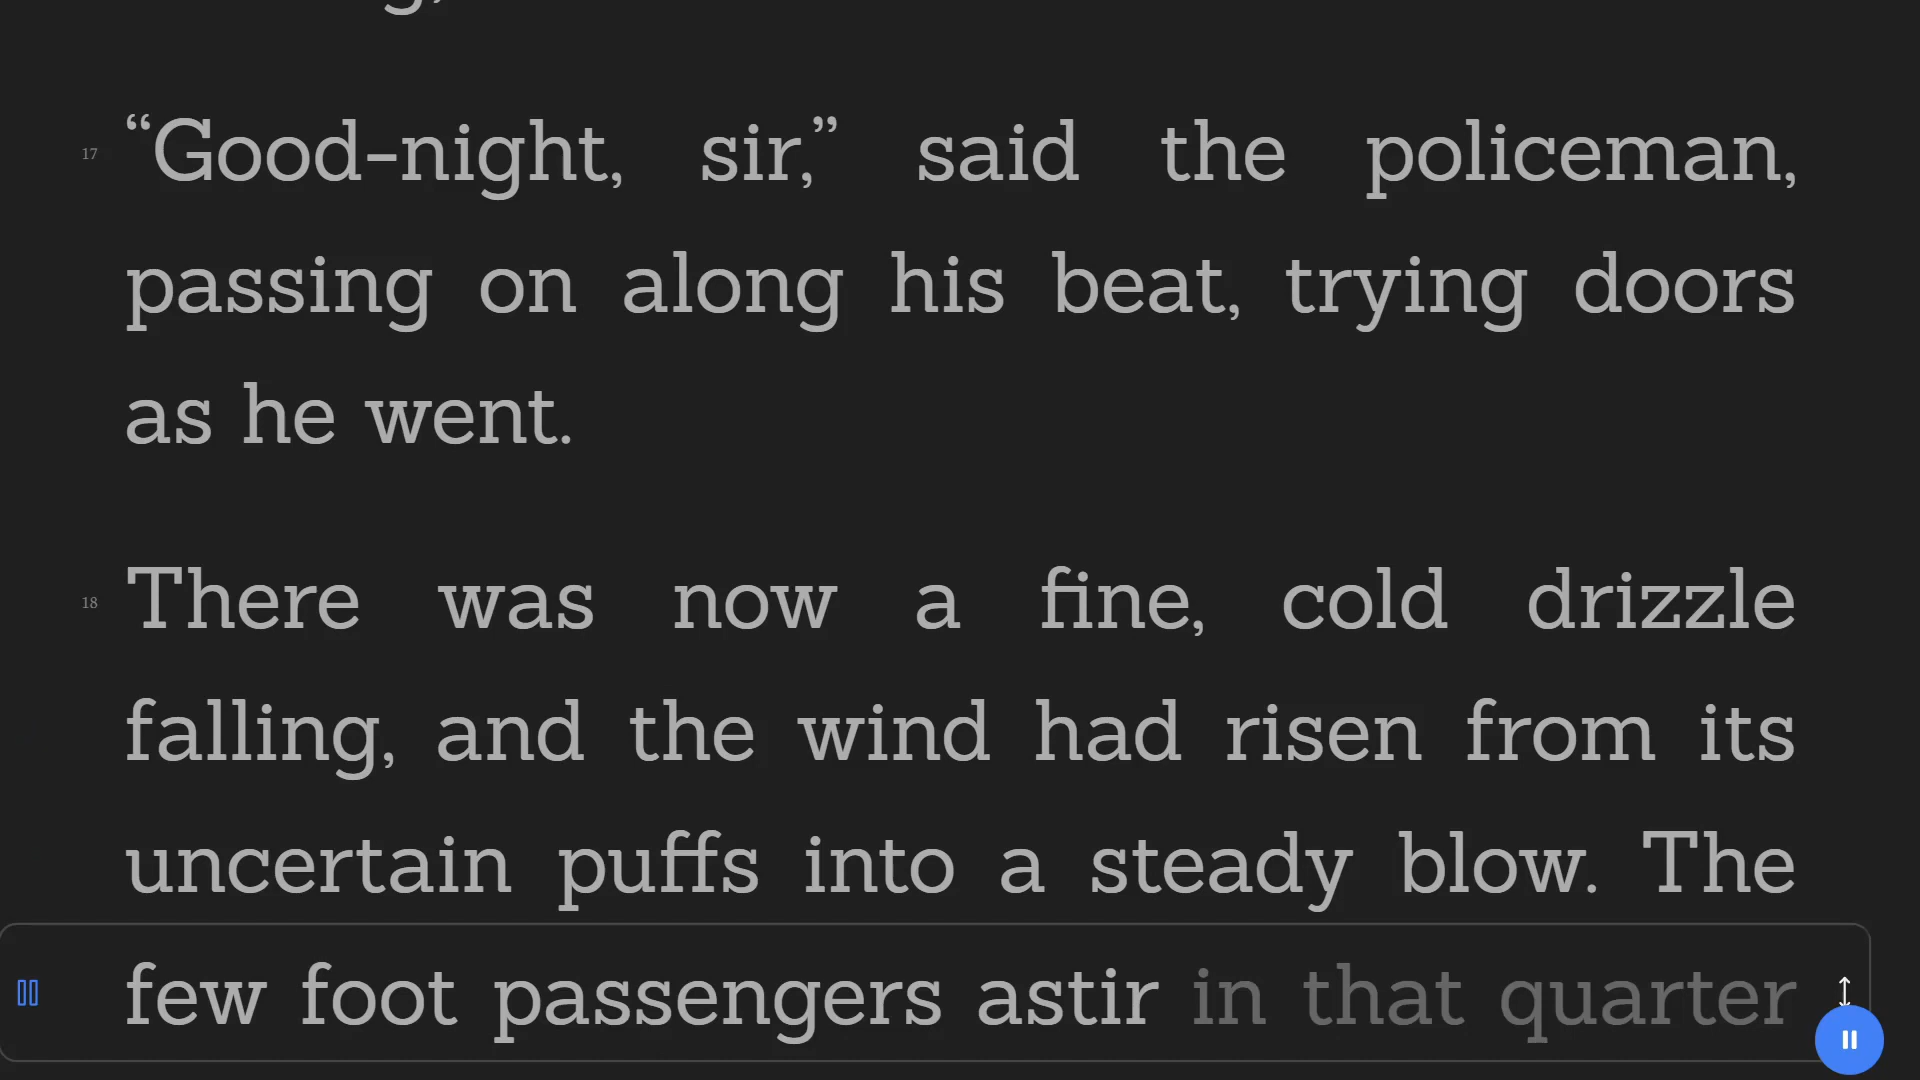 17 “Good-night, sir,” said the policeman,
passing on along his beat, trying doors
as he went.
18 There was now a fine, cold drizzle
falling, and the wind had risen from its
uncertain puffs into a steady blow. The
few foot passengers astir in that quarter